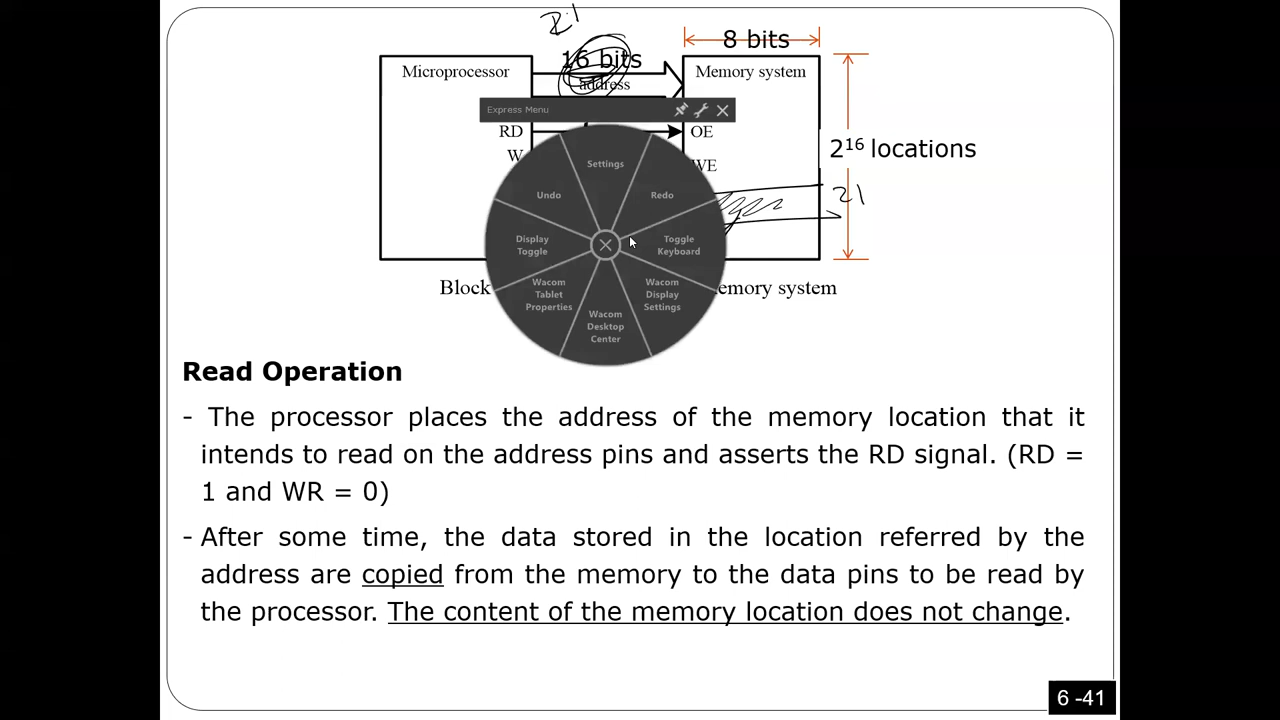 21
16 bits
8 bits
Microprocessor
address
Memory system
Express Menu
RD
OE
W
WE
2¹⁶ locations
Settings
Undo
Redo
21
Display
Toggle
Toggle
Keyboard
Wacom
Tablet
Properties
Wacom
Display
Settings
Wacom
Desktop
Center
Block
emory system
Read Operation
- The processor places the address of the memory location that it
intends to read on the address pins and asserts the RD signal. (RD =
1 and WR = 0)
- After some time, the data stored in the location referred by the
address are copied from the memory to the data pins to be read by
the processor. The content of the memory location does not change.
6 -41